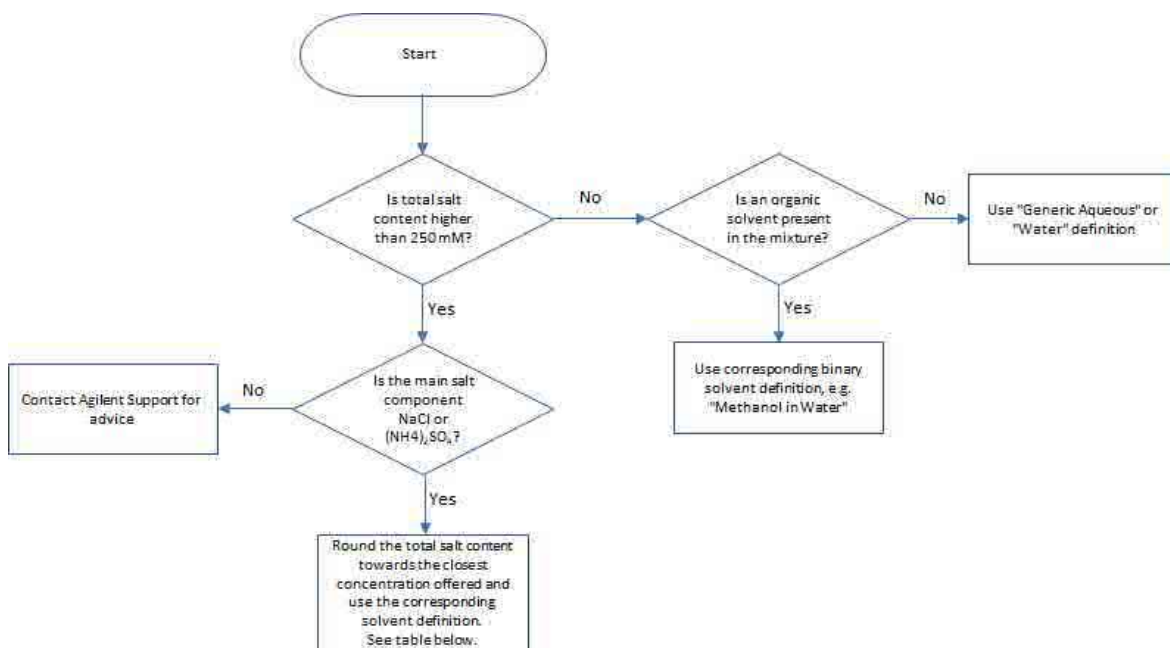 Start
Is total salt
content higher
than 250 mM?
No
Is an organic
solvent present
in the mixture?
No
Use "Generic Aqueous" or
"Water" definition
Yes
Yes
Use corresponding binary
solvent definition, e.g.
"Methanol in Water"
Is the main salt
component
NaCl or
(NH4)₂SO₄?
No
Contact Agilent Support for
advice
Yes
Round the total salt content
towards the closest
concentration offered and
use the corresponding
solvent definition.
See table below.